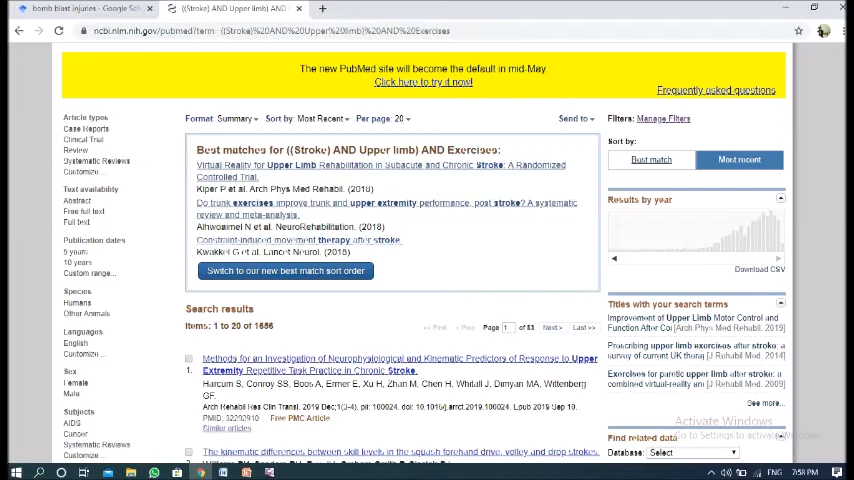 bomb blast injuries - Google Sch
((Stroke) AND Upper limb) AND
ncbi.nlm.nih.gov/pubmed?term=((Stroke)%20AND%20Upper%20limb)%20AND%20Exercises
The new PubMed site will become the default in mid-May.
Click here to try it now!
Frequently asked questions
Article types
Case Reports
Clinical Trial
Review
Systematic Reviews
Customize ...
Text availability
Abstract
Free full text
Full text
Publication dates
5 years
10 years
Custom range...
Species
Humans
Other Animals
Languages
English
Customize ...
Sex
Female
Male
Subjects
AIDS
Cancer
Systematic Reviews
Customize ...
Format: Summary Sort by: Most Recent Per page: 20 Send to
Best matches for ((Stroke) AND Upper limb) AND Exercises:
Virtual Reality for Upper Limb Rehabilitation in Subacute and Chronic Stroke: A Randomized
Controlled Trial.
Kiper P et al. Arch Phys Med Rehabil. (2018)
Do trunk exercises improve trunk and upper extremity performance, post stroke? A systematic
review and meta-analysis.
Alhwoaimel N et al. NeuroRehabilitation. (2018)
Constraint-induced movement therapy after stroke.
Kwakkel G et al. Lancet Neurol. (2015)
Switch to our new best match sort order
Search results
Items: 1 to 20 of 1656
<< First < Prev Page 1 of 83 Next > Last >>
Methods for an Investigation of Neurophysiological and Kinematic Predictors of Response to Upper
1. Extremity Repetitive Task Practice in Chronic Stroke.
Harcum S, Conroy SS, Boos A, Ermer E, Xu H, Zhan M, Chen H, Whitall J, Dimyan MA, Wittenberg
GF.
Arch Rehabil Res Clin Transl. 2019 Dec;1(3-4). pii: 100024. doi: 10.1016/j.arrct.2019.100024. Epub 2019 Sep 10.
PMID: 32292910 Free PMC Article
Similar articles
The kinematic differences between skill levels in the squash forehand drive, volley and drop strokes.
Filters: Manage Filters
Sort by:
Best match Most recent
Results by year
Download CSV
Titles with your search terms
Improvement of Upper Limb Motor Control and
Function After Co [Arch Phys Med Rehabil. 2019]
Prescribing upper limb exercises after stroke: a
survey of current UK therap [J Rehabil Med. 2014]
Exercises for paretic upper limb after stroke: a
combined virtual-reality and [J Rehabil Med. 2009]
See more...
Find related data
Database: Select
Activate Windows
Go to Settings to activate Windows.
ENG 7:58 PM